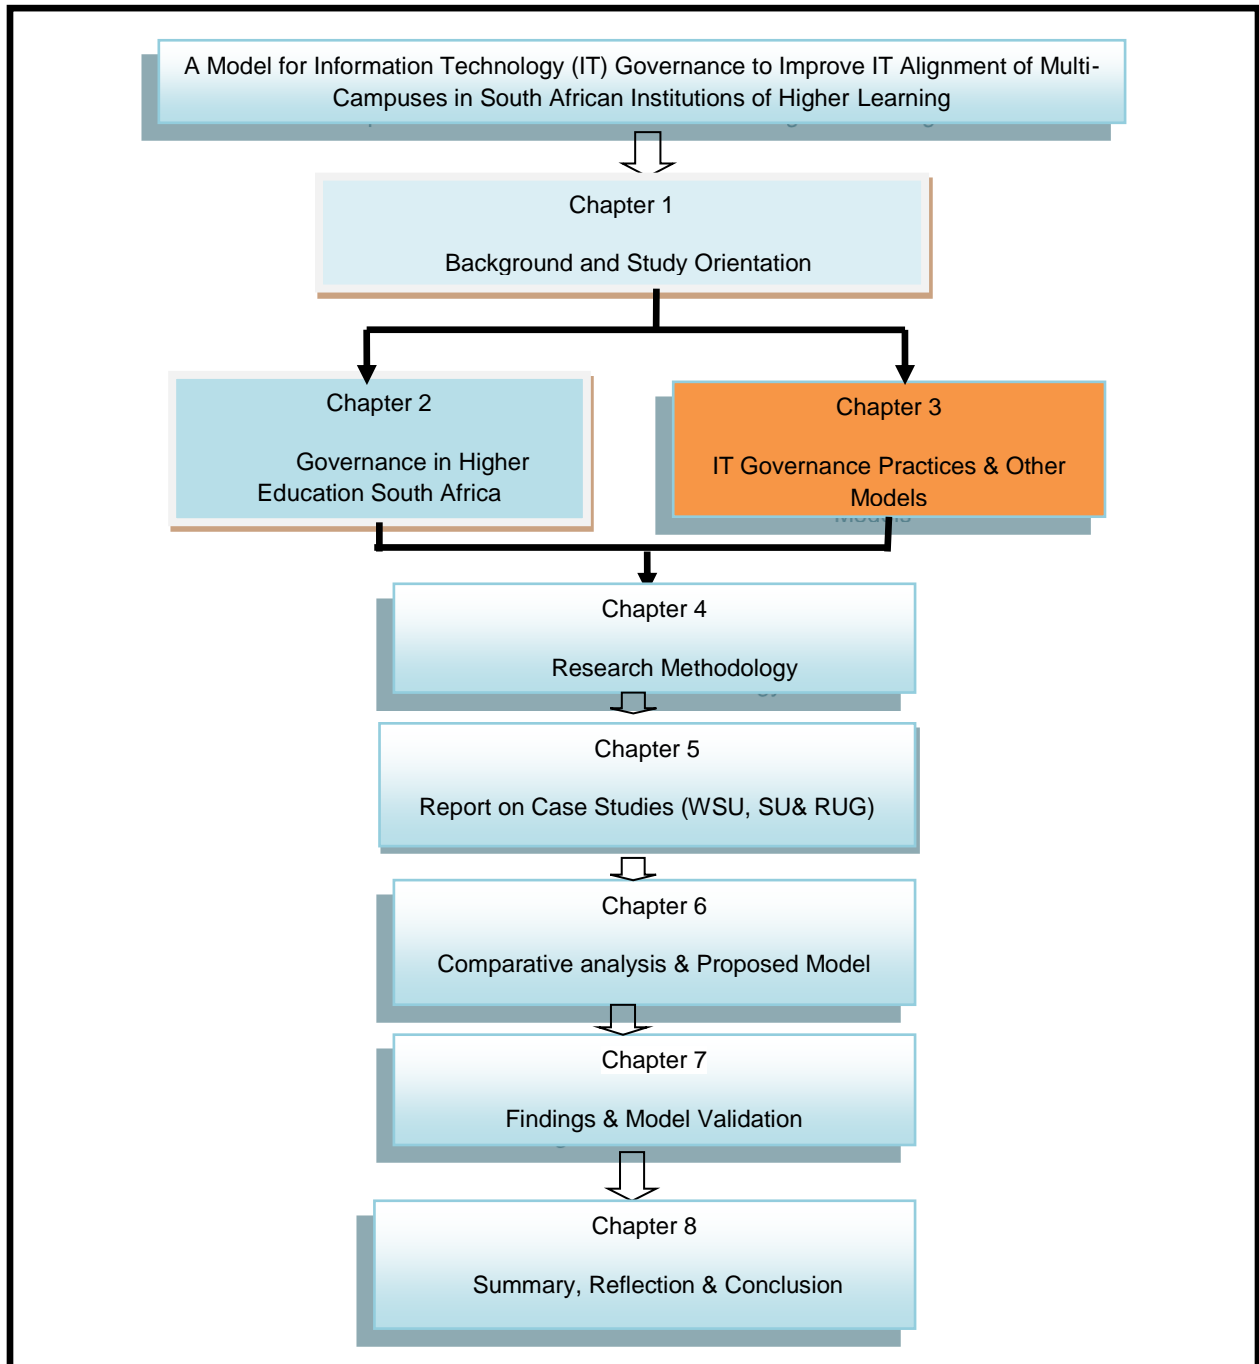 A Model for Information Technology (IT) Governance to Improve IT Alignment of Multi-
Campuses in South African Institutions of Higher Learning
Chapter 1
Background and Study Orientation
Chapter 2
Governance in Higher
Education South Africa
Chapter 3
IT Governance Practices & Other
Models
Chapter 4
Research Methodology
Chapter 5
Report on Case Studies (WSU, SU& RUG)
Chapter 6
Comparative analysis & Proposed Model
Chapter 7
Findings & Model Validation
Chapter 8
Summary, Reflection & Conclusion